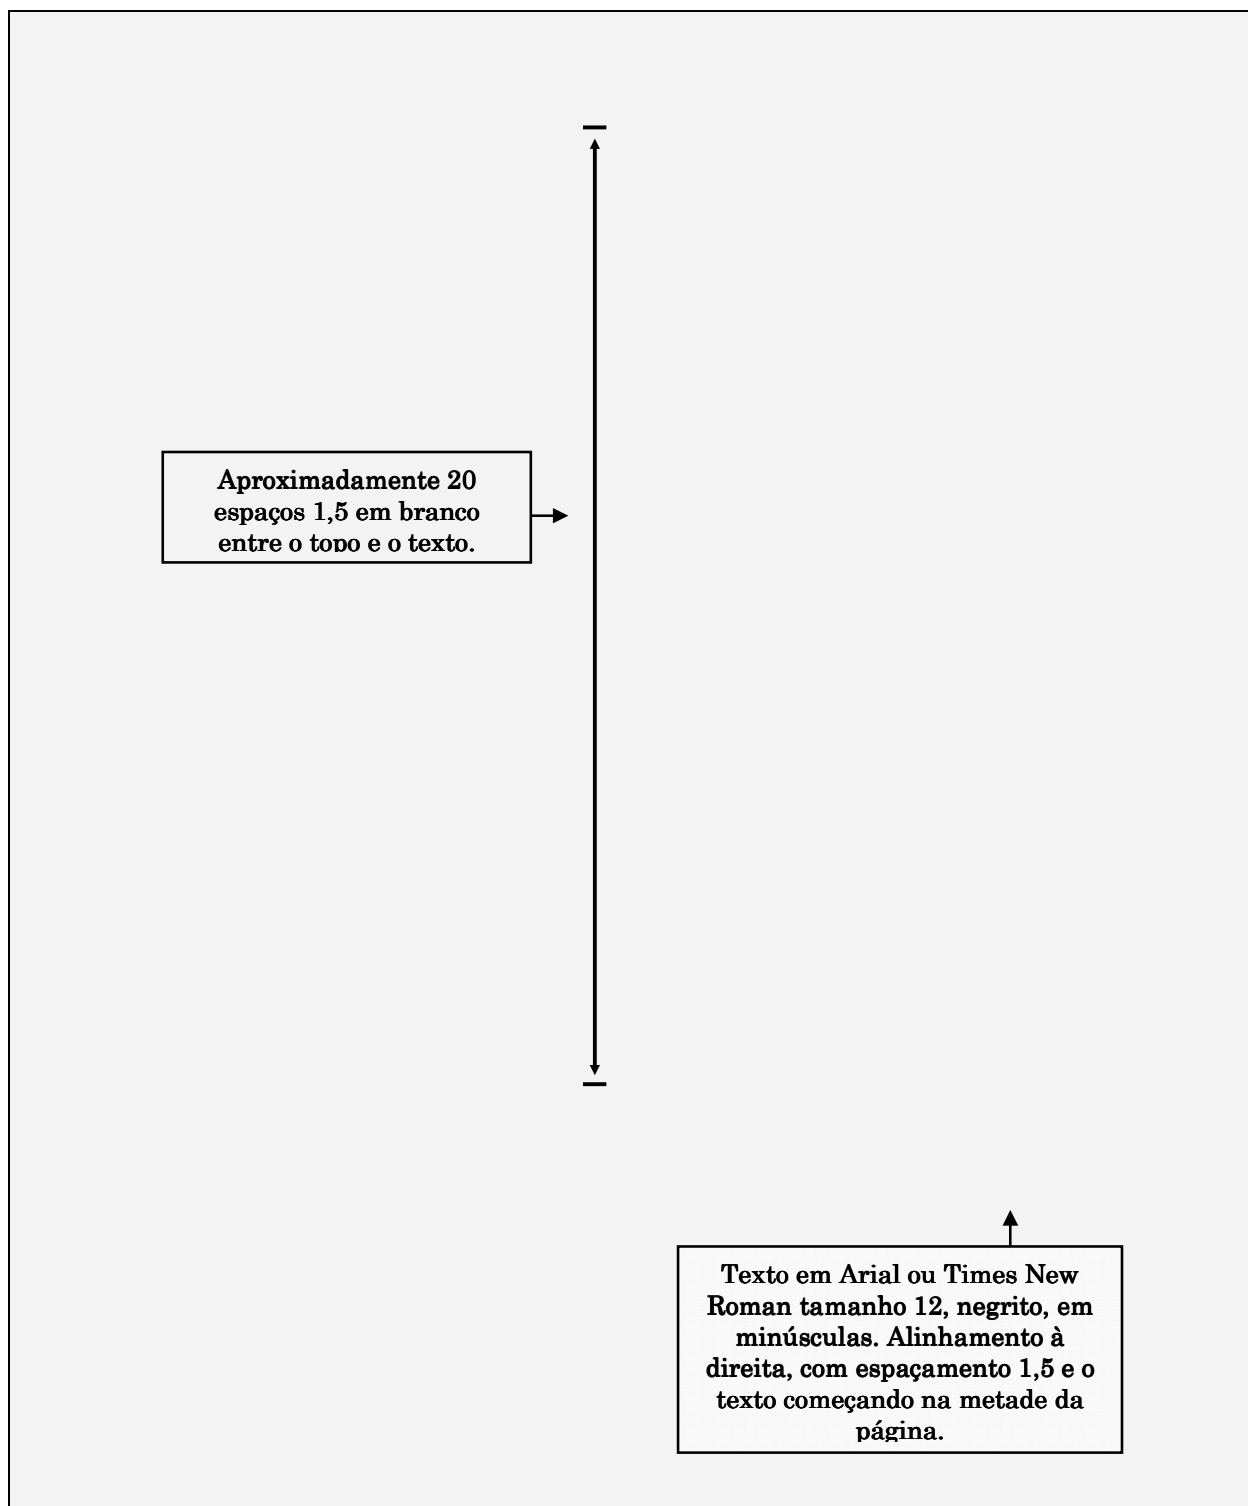 Aproximadamente 20
espaços 1,5 em branco
entre o topo e o texto.
Texto em Arial ou Times New
Roman tamanho 12, negrito, em
minúsculas. Alinhamento à
direita, com espaçamento 1,5 e o
texto começando na metade da
página.